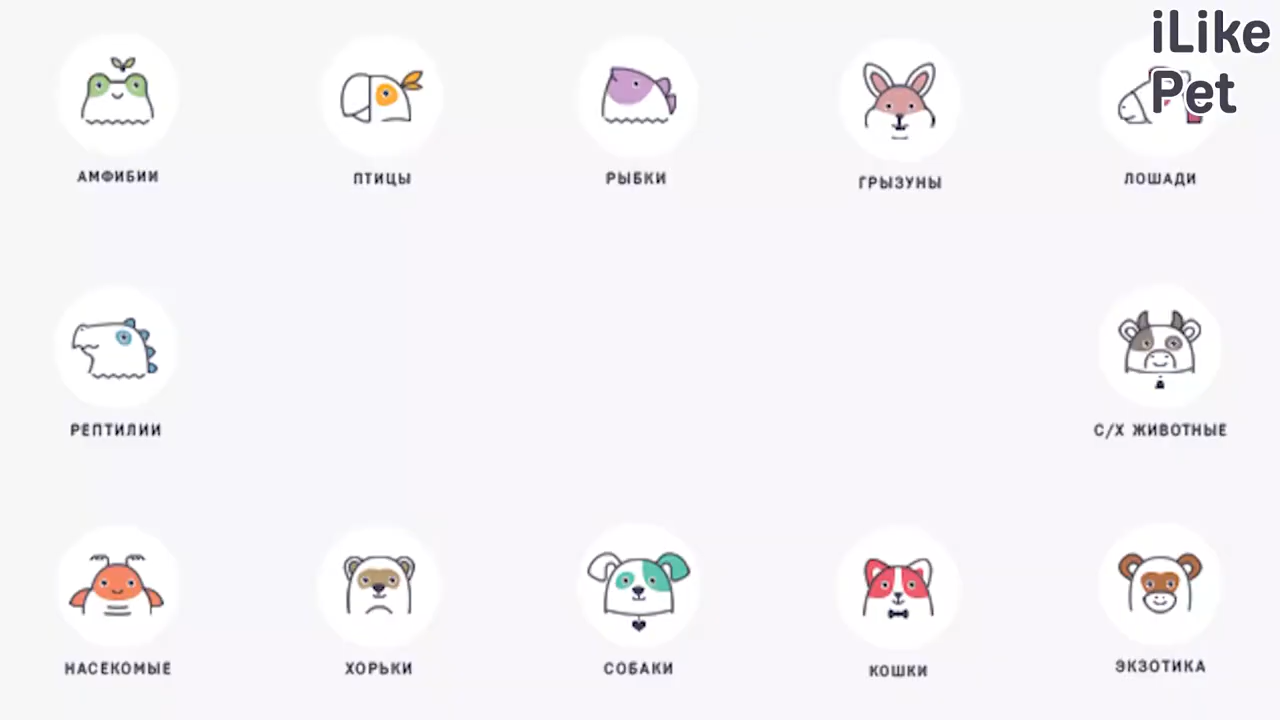 iLike
Pet
АМФИБИИ
ПТИЦЫ
РЫБКИ
ГРЫЗУНЫ
ЛОШАДИ
РЕПТИЛИИ
С/Х ЖИВОТНЫЕ
НАСЕКОМЫЕ
ХОРЬКИ
СОБАКИ
КОШКИ
ЭКЗОТИКА